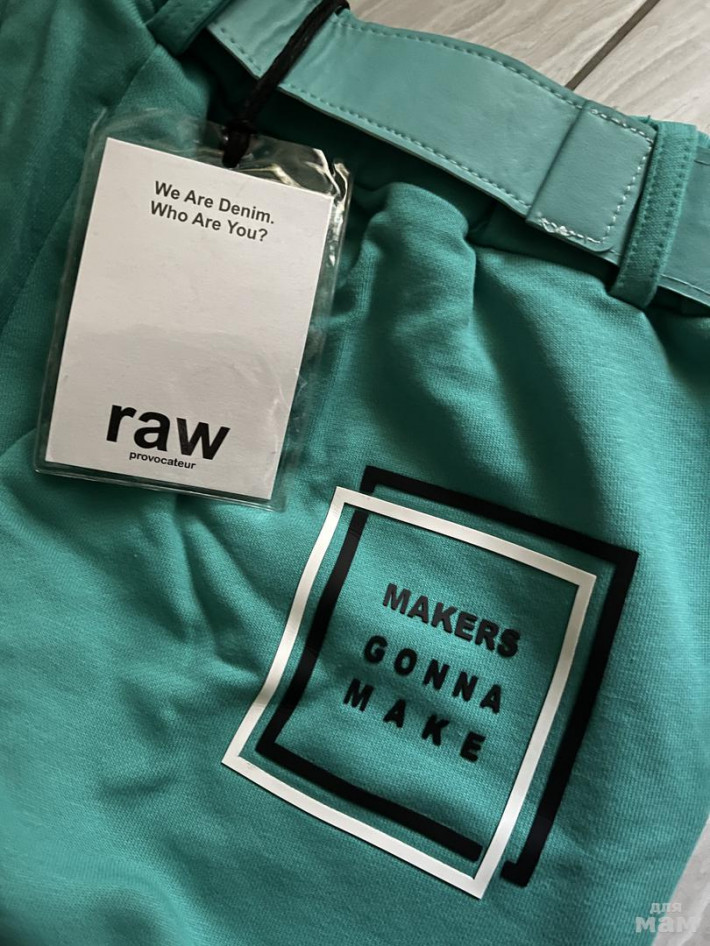 We Are Denim.
Who Are You?
raw
provocateur
MAKERS
GONNA
MAKE
для
мам